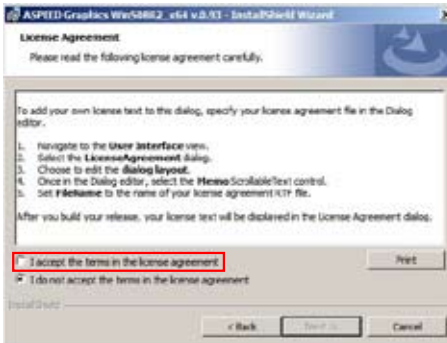 ASPEED Graphics WinS08R2_x64 v.0.93 - InstallShield Wizard
License Agreement
Please read the following license agreement carefully.
To add your own license text to this dialog, specify your license agreement file in the Dialog
editor.
1. Navigate to the User Interface view.
2. Select the LicenseAgreement dialog.
3. Choose to edit the dialog layout.
4. Once in the Dialog editor, select the Memo ScrollableText control.
5. Set FileName to the name of your license agreement RTF file.
After you build your release, your license text will be displayed in the License Agreement dialog.
I accept the terms in the license agreement
Print
I do not accept the terms in the license agreement
InstallShield
< Back
Next >
Cancel